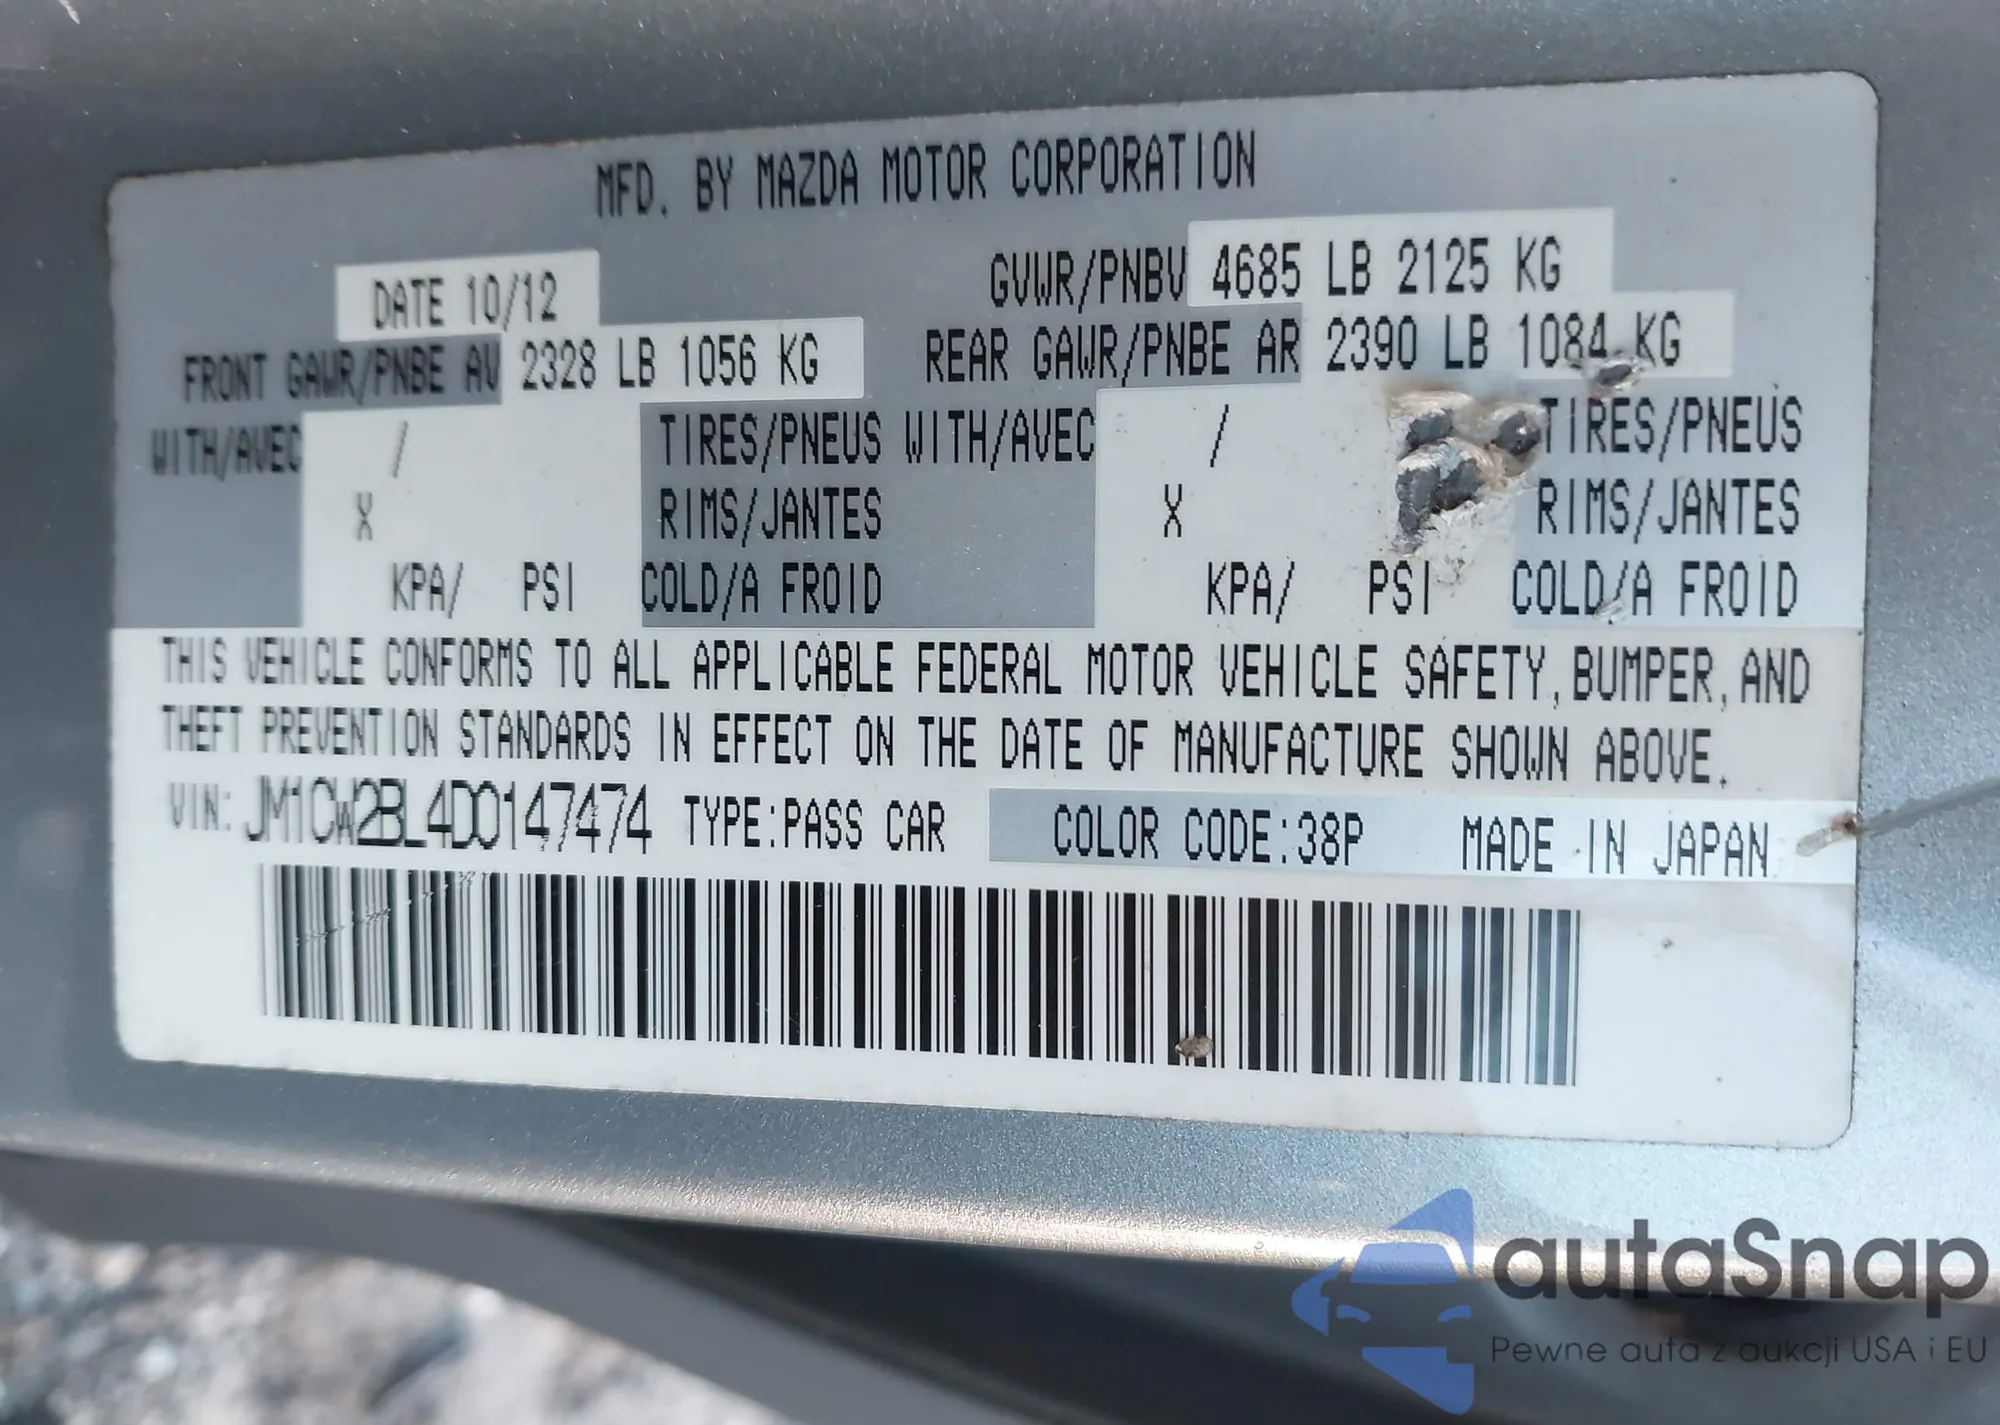 MFD. BY MAZDA MOTOR CORPORATION
DATE 10/12 GVWR/PNBV 4685 LB 2125 KG
FRONT GAWR/PNBE AV 2328 LB 1056 KG REAR GAWR/PNBE AR 2390 LB 1084 KG
WITH/AVEC / TIRES/PNEUS WITH/AVEC / TIRES/PNEUS
X RIMS/JANTES X RIMS/JANTES
KPA/ PSI COLD/A FROID KPA/ PSI COLD/A FROID
THIS VEHICLE CONFORMS TO ALL APPLICABLE FEDERAL MOTOR VEHICLE SAFETY, BUMPER, AND
THEFT PREVENTION STANDARDS IN EFFECT ON THE DATE OF MANUFACTURE SHOWN ABOVE.
VIN: JM1CW2BL4D0147474 TYPE:PASS CAR COLOR CODE:38P MADE IN JAPAN
autaSnap
Pewne auta z aukcji USA i EU